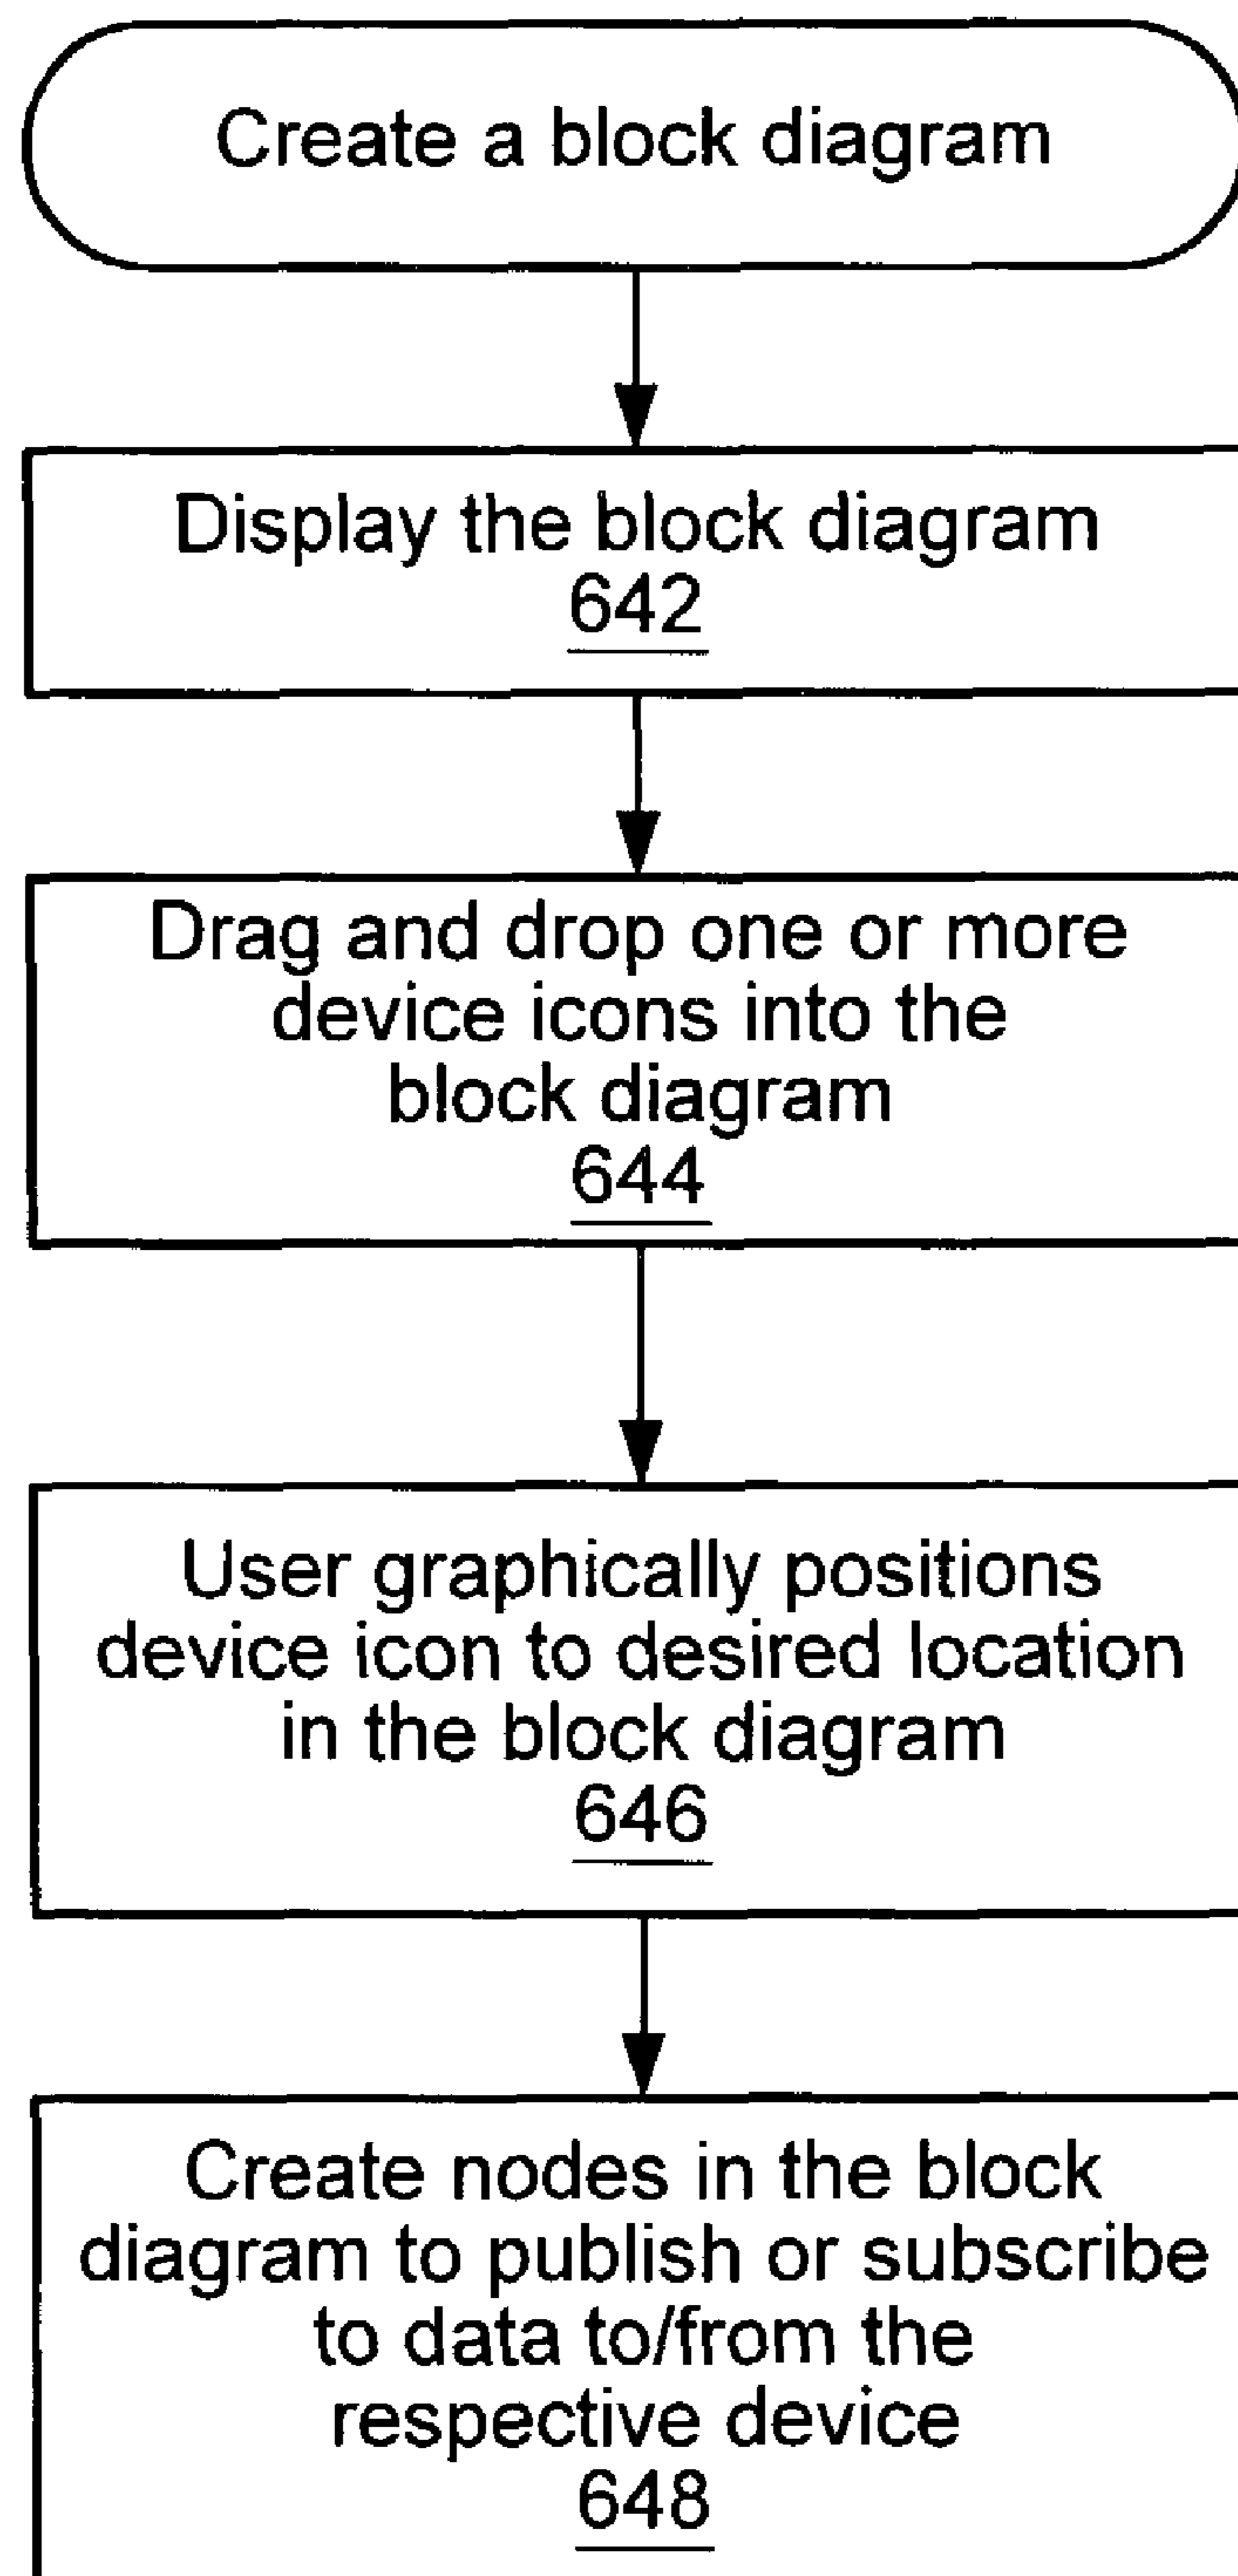 Create a block diagram
Display the block diagram
642
Drag and drop one or more
device icons into the
block diagram
644
User graphically positions
device icon to desired location
in the block diagram
646
Create nodes in the block
diagram to publish or subscribe
to data to/from the
respective device
648